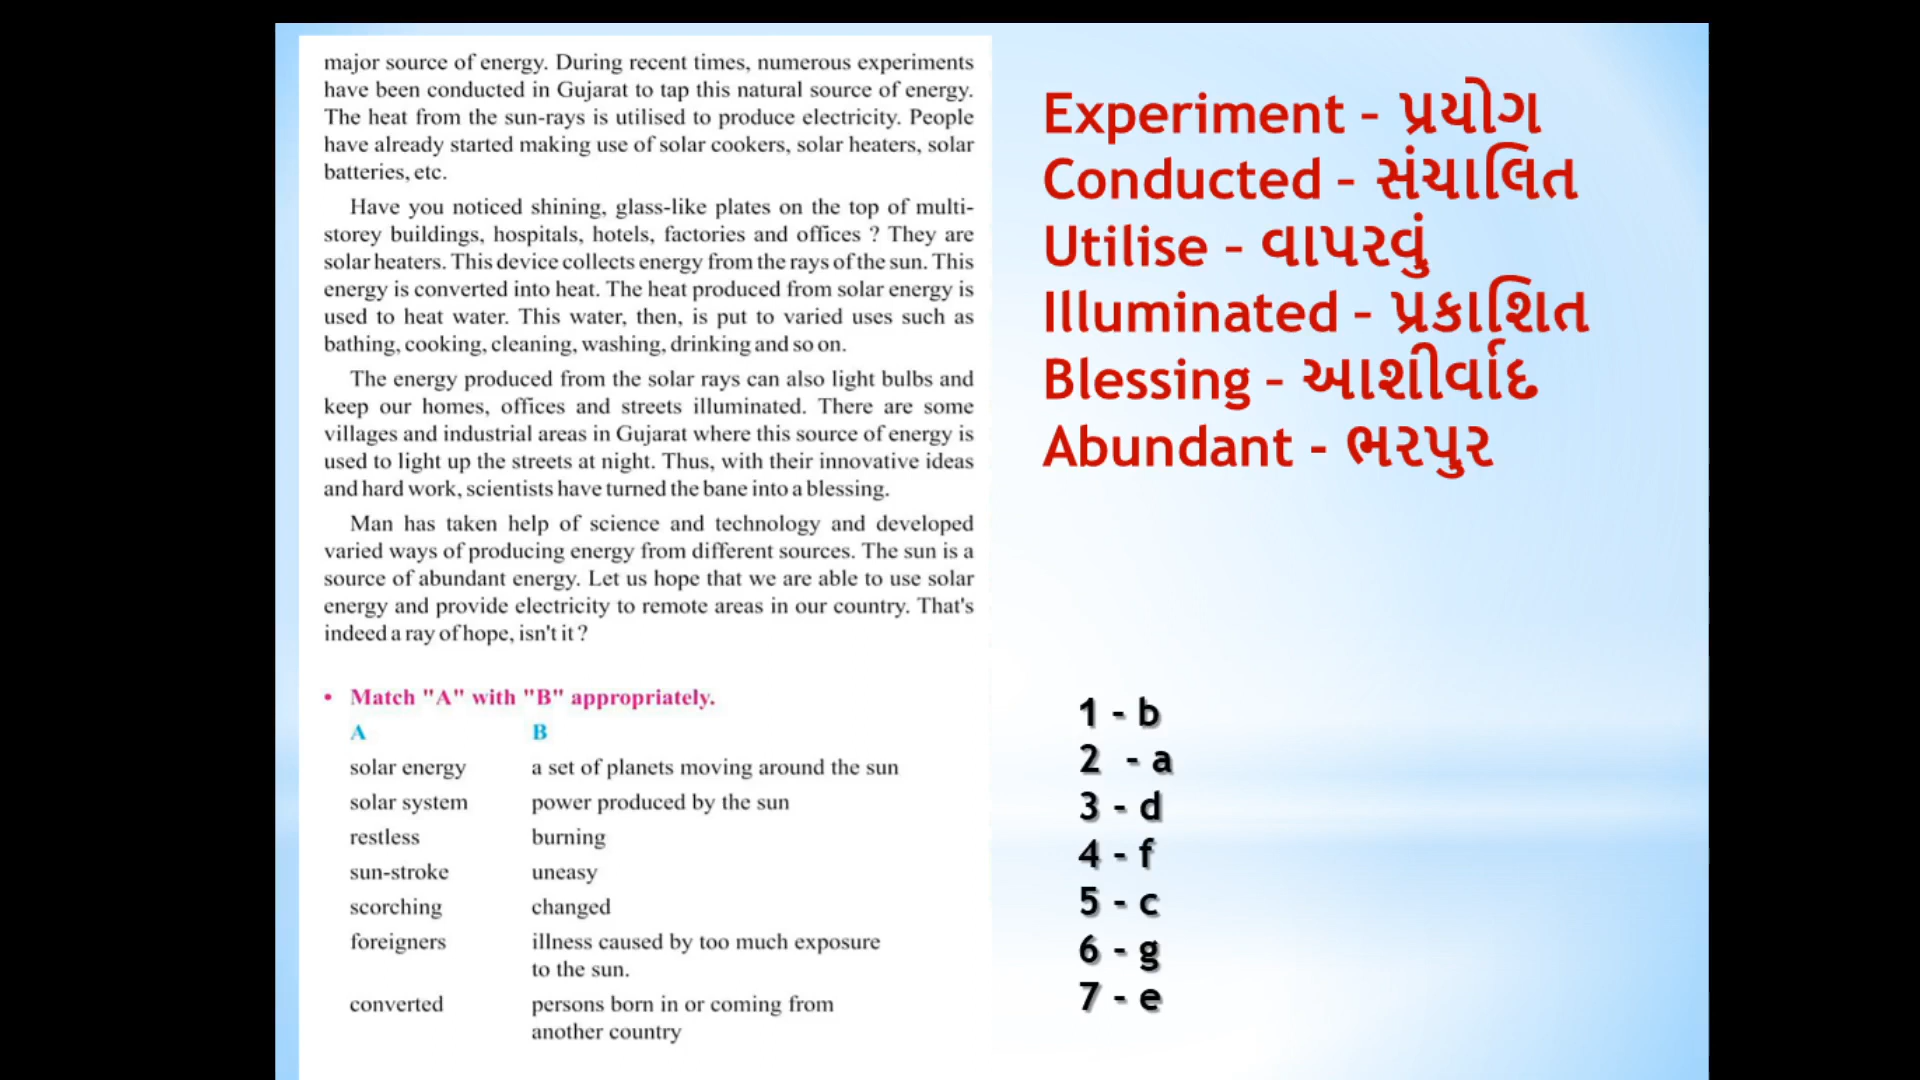 major source of energy. During recent times, numerous experiments
have been conducted in Gujarat to tap this natural source of energy.
The heat from the sun-rays is utilised to produce electricity. People
have already started making use of solar cookers, solar heaters, solar
batteries, etc.
Have you noticed shining, glass-like plates on the top of multi-
storey buildings, hospitals, hotels, factories and offices ? They are
solar heaters. This device collects energy from the rays of the sun. This
energy is converted into heat. The heat produced from solar energy is
used to heat water. This water, then, is put to varied uses such as
bathing, cooking, cleaning, washing, drinking and so on.
The energy produced from the solar rays can also light bulbs and
keep our homes, offices and streets illuminated. There are some
villages and industrial areas in Gujarat where this source of energy is
used to light up the streets at night. Thus, with their innovative ideas
and hard work, scientists have turned the bane into a blessing.
Man has taken help of science and technology and developed
varied ways of producing energy from different sources. The sun is a
source of abundant energy. Let us hope that we are able to use solar
energy and provide electricity to remote areas in our country. That's
indeed a ray of hope, isn't it ?
• Match "A" with "B" appropriately.
A B
solar energy a set of planets moving around the sun
solar system power produced by the sun
restless burning
sun-stroke uneasy
scorching changed
foreigners illness caused by too much exposure
to the sun.
converted persons born in or coming from
another country
Experiment – પ્રયોગ
Conducted – સંચાલિત
Utilise – વાપરવું
Illuminated – પ્રકાશિત
Blessing – આશીર્વાદ
Abundant - ભરપુર
1 - b
2 - a
3 - d
4 - f
5 - c
6 - g
7 - e